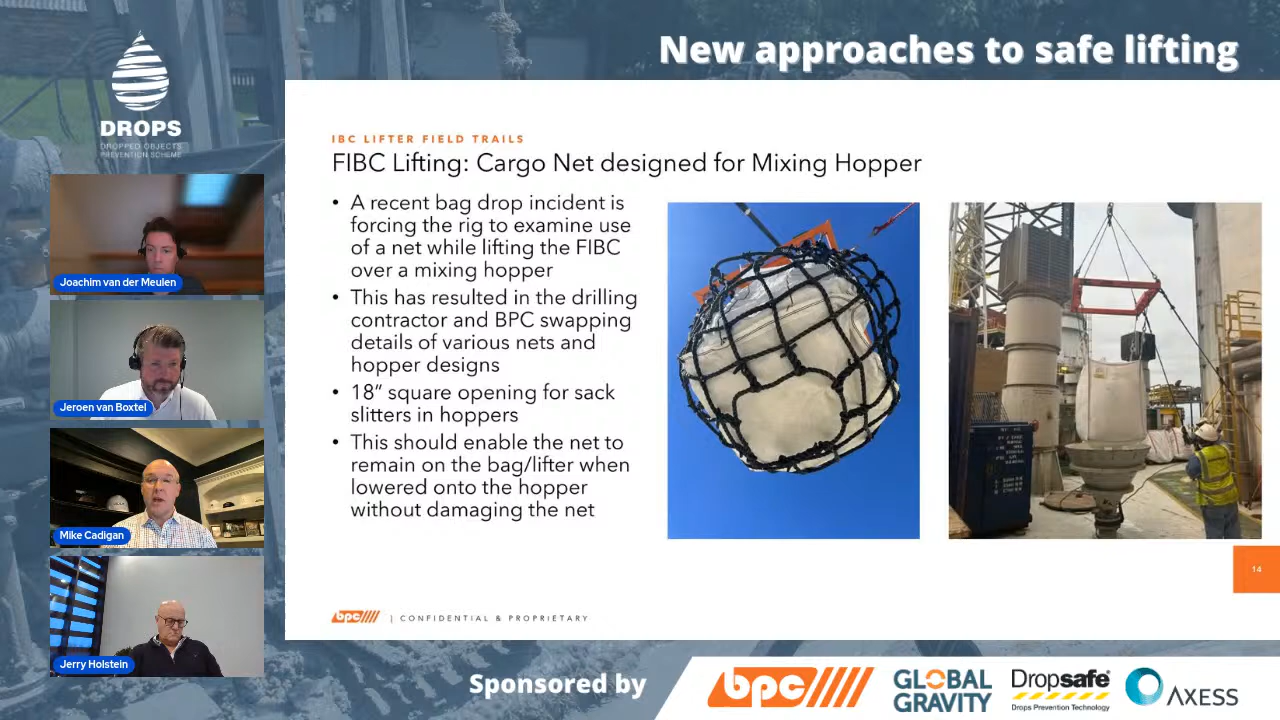 New approaches to safe lifting
DROPS
DROPPED OBJECTS
PREVENTION SCHEME
Joachim van der Meulen
Jeroen van Boxtel
Mike Cadigan
Jerry Holstein
IBC LIFTER FIELD TRAILS
FIBC Lifting: Cargo Net designed for Mixing Hopper
• A recent bag drop incident is
forcing the rig to examine use
of a net while lifting the FIBC
over a mixing hopper
• This has resulted in the drilling
contractor and BPC swapping
details of various nets and
hopper designs
• 18” square opening for sack
slitters in hoppers
• This should enable the net to
remain on the bag/lifter when
lowered onto the hopper
without damaging the net
14
bpc | CONFIDENTIAL & PROPRIETARY
Sponsored by
bpc
GLOBAL
GRAVITY
Dropsafe
Drops Prevention Technology
AXESS